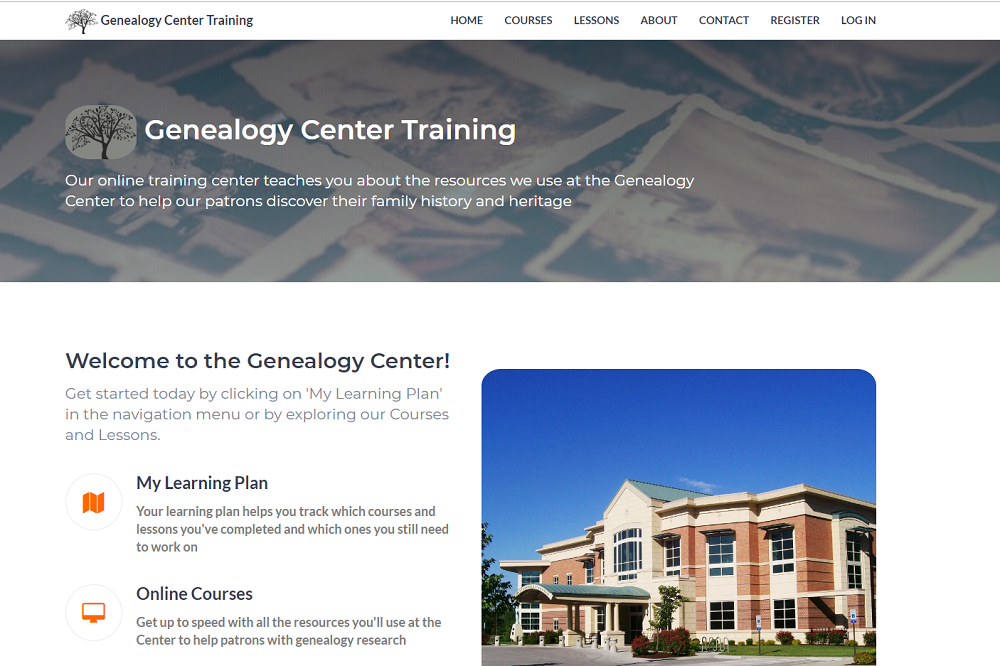 Genealogy Center Training
HOME COURSES LESSONS ABOUT CONTACT REGISTER LOG IN
Genealogy Center Training
Our online training center teaches you about the resources we use at the Genealogy
Center to help our patrons discover their family history and heritage
Welcome to the Genealogy Center!
Get started today by clicking on 'My Learning Plan'
in the navigation menu or by exploring our Courses
and Lessons.
My Learning Plan
Your learning plan helps you track which courses and
lessons you've completed and which ones you still need
to work on
Online Courses
Get up to speed with all the resources you'll use at the
Center to help patrons with genealogy research